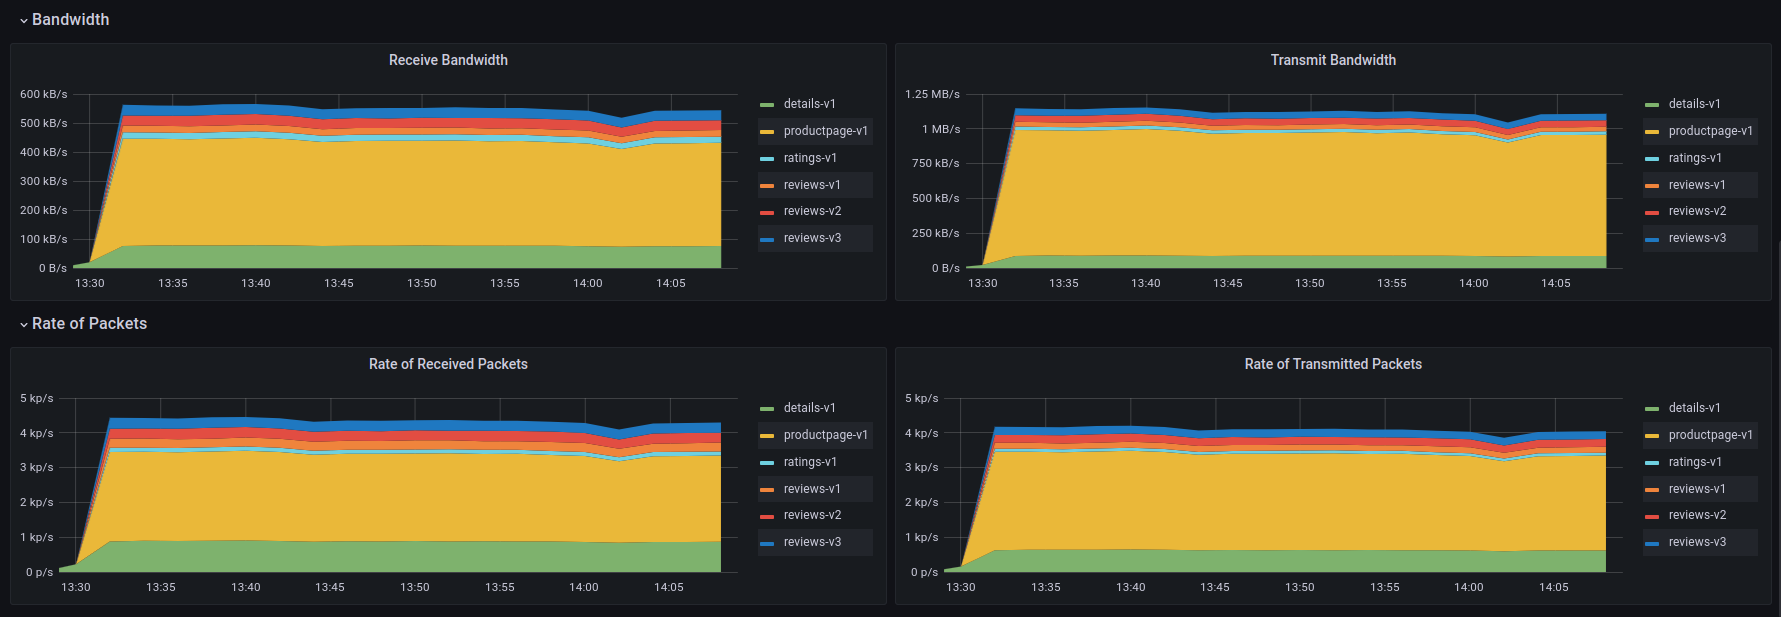 Bandwidth
Receive Bandwidth
600 kB/s
500 kB/s
400 kB/s
300 kB/s
200 kB/s
100 kB/s
0 B/s
13:30 13:35 13:40 13:45 13:50 13:55 14:00 14:05
details-v1
productpage-v1
ratings-v1
reviews-v1
reviews-v2
reviews-v3
Transmit Bandwidth
1.25 MB/s
1 MB/s
750 kB/s
500 kB/s
250 kB/s
0 B/s
13:30 13:35 13:40 13:45 13:50 13:55 14:00 14:05
details-v1
productpage-v1
ratings-v1
reviews-v1
reviews-v2
reviews-v3
Rate of Packets
Rate of Received Packets
5 kp/s
4 kp/s
3 kp/s
2 kp/s
1 kp/s
0 p/s
13:30 13:35 13:40 13:45 13:50 13:55 14:00 14:05
details-v1
productpage-v1
ratings-v1
reviews-v1
reviews-v2
reviews-v3
Rate of Transmitted Packets
5 kp/s
4 kp/s
3 kp/s
2 kp/s
1 kp/s
0 p/s
13:30 13:35 13:40 13:45 13:50 13:55 14:00 14:05
details-v1
productpage-v1
ratings-v1
reviews-v1
reviews-v2
reviews-v3